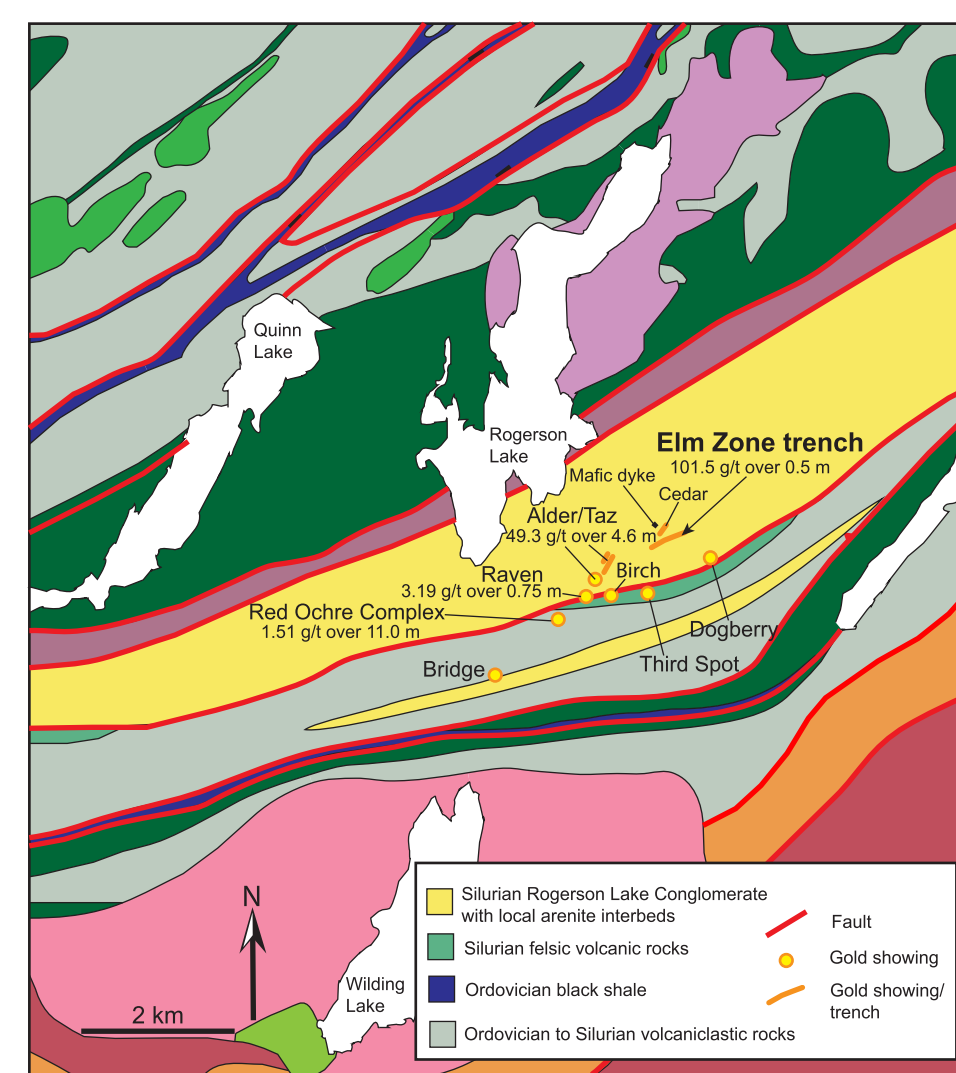 Quinn
Lake
Rogerson
Lake
Elm Zone trench
101.5 g/t over 0.5 m
Mafic dyke
Cedar
Alder/Taz
49.3 g/t over 4.6 m
Raven
3.19 g/t over 0.75 m
Birch
Red Ochre Complex
1.51 g/t over 11.0 m
Dogberry
Third Spot
Bridge
N
2 km
Wilding
Lake
Silurian Rogerson Lake Conglomerate
with local arenite interbeds
Silurian felsic volcanic rocks
Ordovician black shale
Ordovician to Silurian volcaniclastic rocks
Fault
Gold showing
Gold showing/
trench